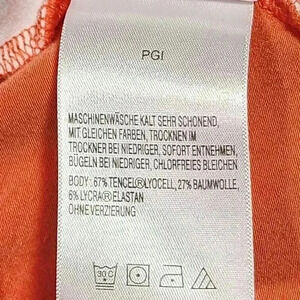 PGI
MASCHINENWÄSCHE KALT SEHR SCHONEND,
MIT GLEICHEN FARBEN, TROCKNEN IM
TROCKNER BEI NIEDRIGER, SOFORT ENTNEHMEN,
BÜGELN BEI NIEDRIGER, CHLORFREIES BLEICHEN
BODY : 67% TENCEL®LYOCELL, 27% BAUMWOLLE,
6% LYCRA® ELASTAN
OHNE VERZIERUNG
30C